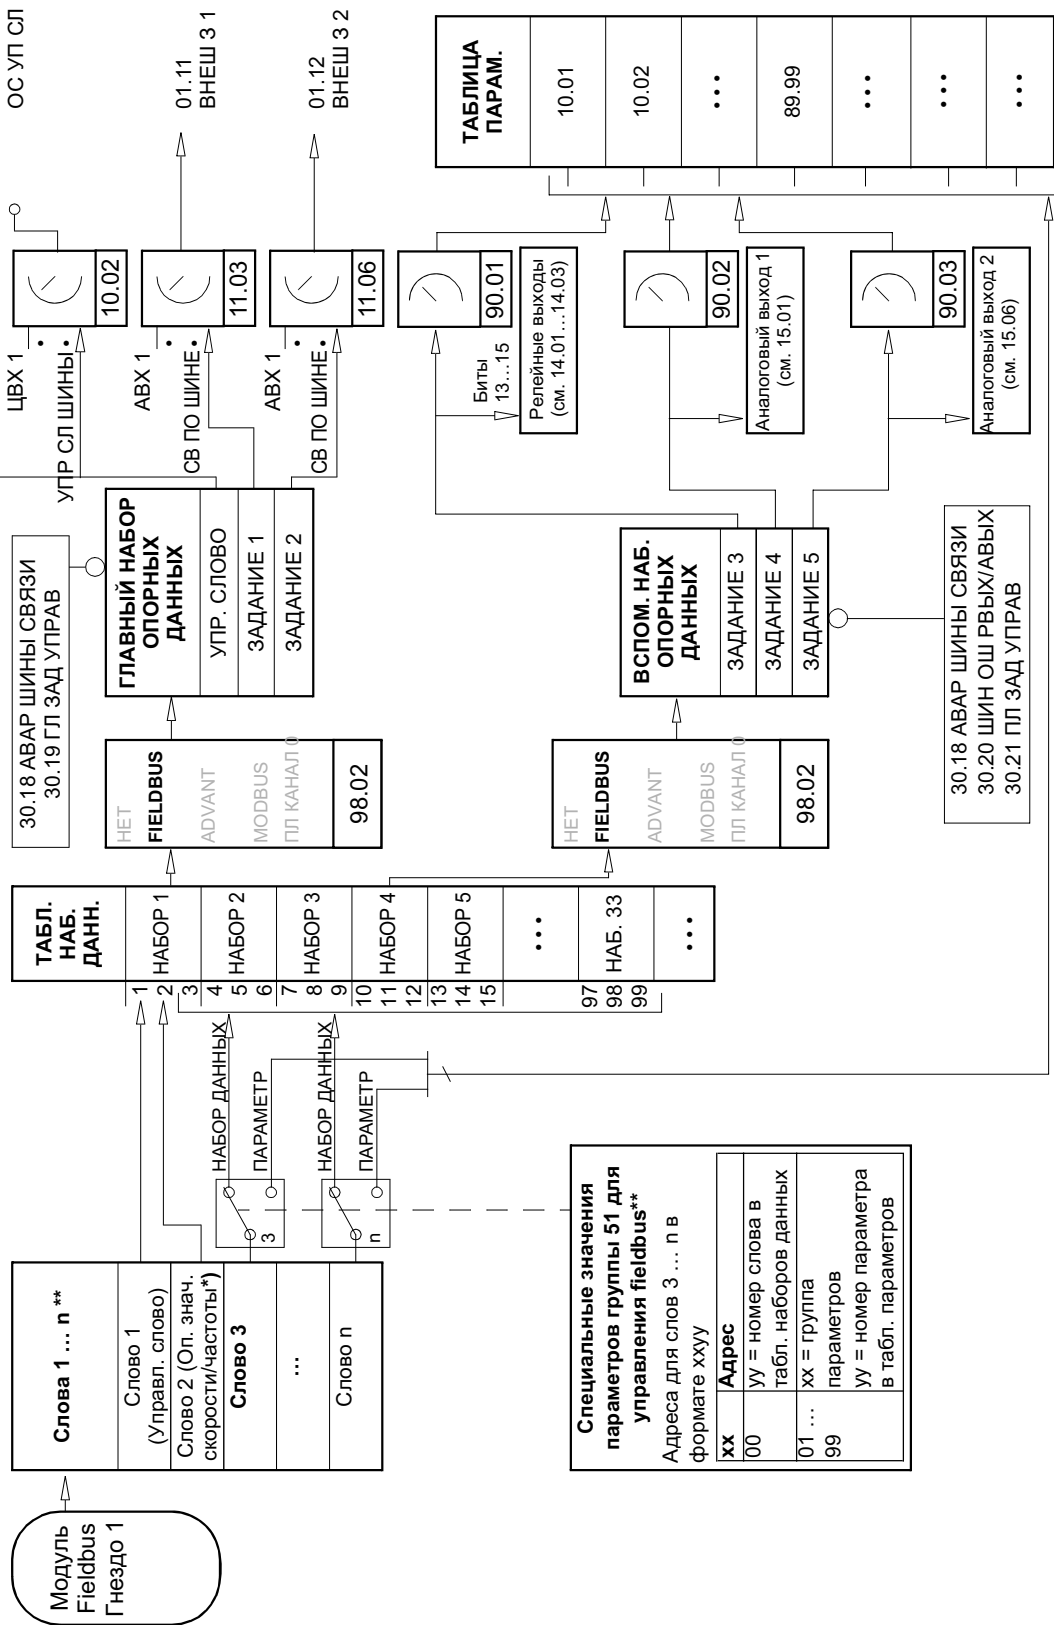 Модуль
Fieldbus
Гнездо 1
Слова 1 … n **
Слово 1
(Управл. слово)
Слово 2 (Оп. знач.
скорости/частоты*)
Слово 3
...
Слово n
3
НАБОР ДАННЫХ
ПАРАМЕТР
n
НАБОР ДАННЫХ
ПАРАМЕТР
Специальные значения
параметров группы 51 для
управления fieldbus**
Адреса для слов 3 … n в
формате xxyy
xx Адрес
00 yy = номер слова в
табл. наборов данных
01 … xx = группа
99 параметров
yy = номер параметра
в табл. параметров
ТАБЛ.
НАБ.
ДАНН.
1
2 НАБОР 1
3
4
5 НАБОР 2
6
7
8 НАБОР 3
9
10
11 НАБОР 4
12
13
14 НАБОР 5
15
•••
97
98 НАБ. 33
99
•••
НЕТ
FIELDBUS
ADVANT
MODBUS
ПЛ КАНАЛ 0
98.02
НЕТ
FIELDBUS
ADVANT
MODBUS
ПЛ КАНАЛ 0
98.02
30.18 АВАР ШИНЫ СВЯЗИ
30.19 ГЛ ЗАД УПРАВ
ГЛАВНЫЙ НАБОР
ОПОРНЫХ
ДАННЫХ
УПР. СЛОВО
ЗАДАНИЕ 1
ЗАДАНИЕ 2
ВСПОМ. НАБ.
ОПОРНЫХ
ДАННЫХ
ЗАДАНИЕ 3
ЗАДАНИЕ 4
ЗАДАНИЕ 5
30.18 АВАР ШИНЫ СВЯЗИ
30.20 ШИН ОШ РВЫХ/АВЫХ
30.21 ПЛ ЗАД УПРАВ
ОС УП СЛ
ЦВХ 1
УПР СЛ ШИНЫ
10.02
АВХ 1
СВ ПО ШИНЕ
11.03
01.11
ВНЕШ З 1
АВХ 1
СВ ПО ШИНЕ
11.06
01.12
ВНЕШ З 2
90.01
Биты
13…15
Релейные выходы
(см. 14.01…14.03)
90.02
Аналоговый выход 1
(см. 15.01)
90.03
Аналоговый выход 2
(см. 15.06)
ТАБЛИЦА
ПАРАМ.
10.01
10.02
•••
89.99
•••
•••
•••